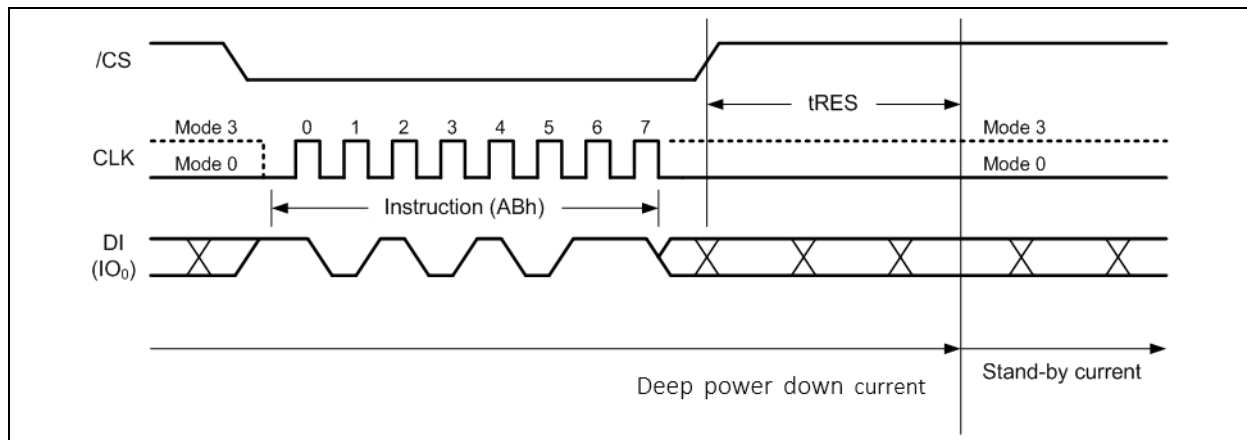 /CS
tRES
Mode 3 0 1 2 3 4 5 6 7 Mode 3
CLK
Mode 0 Mode 0
Instruction (ABh)
DI
(IO₀)
Deep power down current
Stand-by current